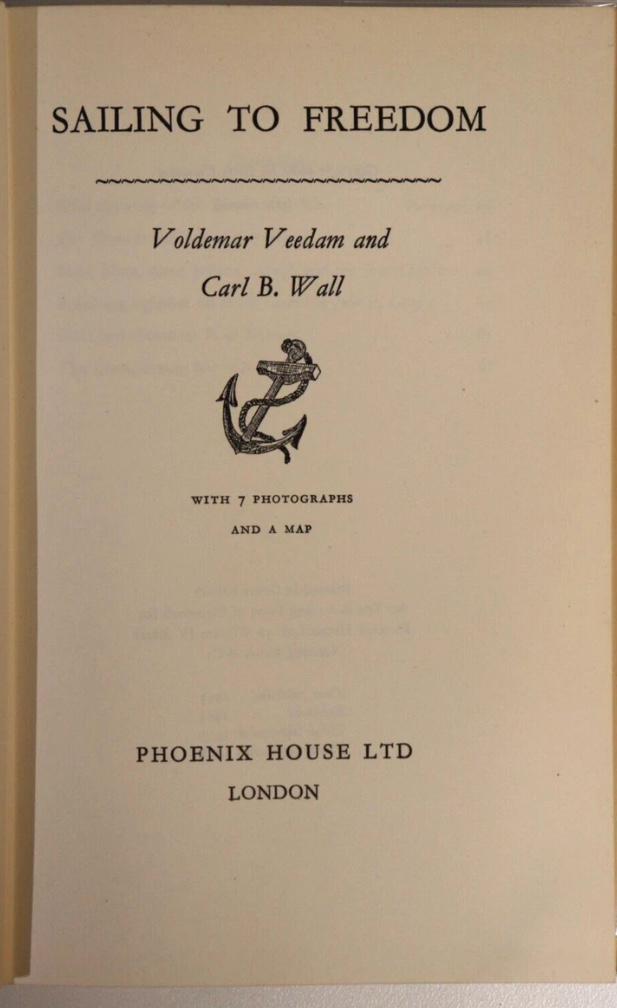 SAILING TO FREEDOM
Voldemar Veedam and
Carl B. Wall
WITH 7 PHOTOGRAPHS
AND A MAP
PHOENIX HOUSE LTD
LONDON